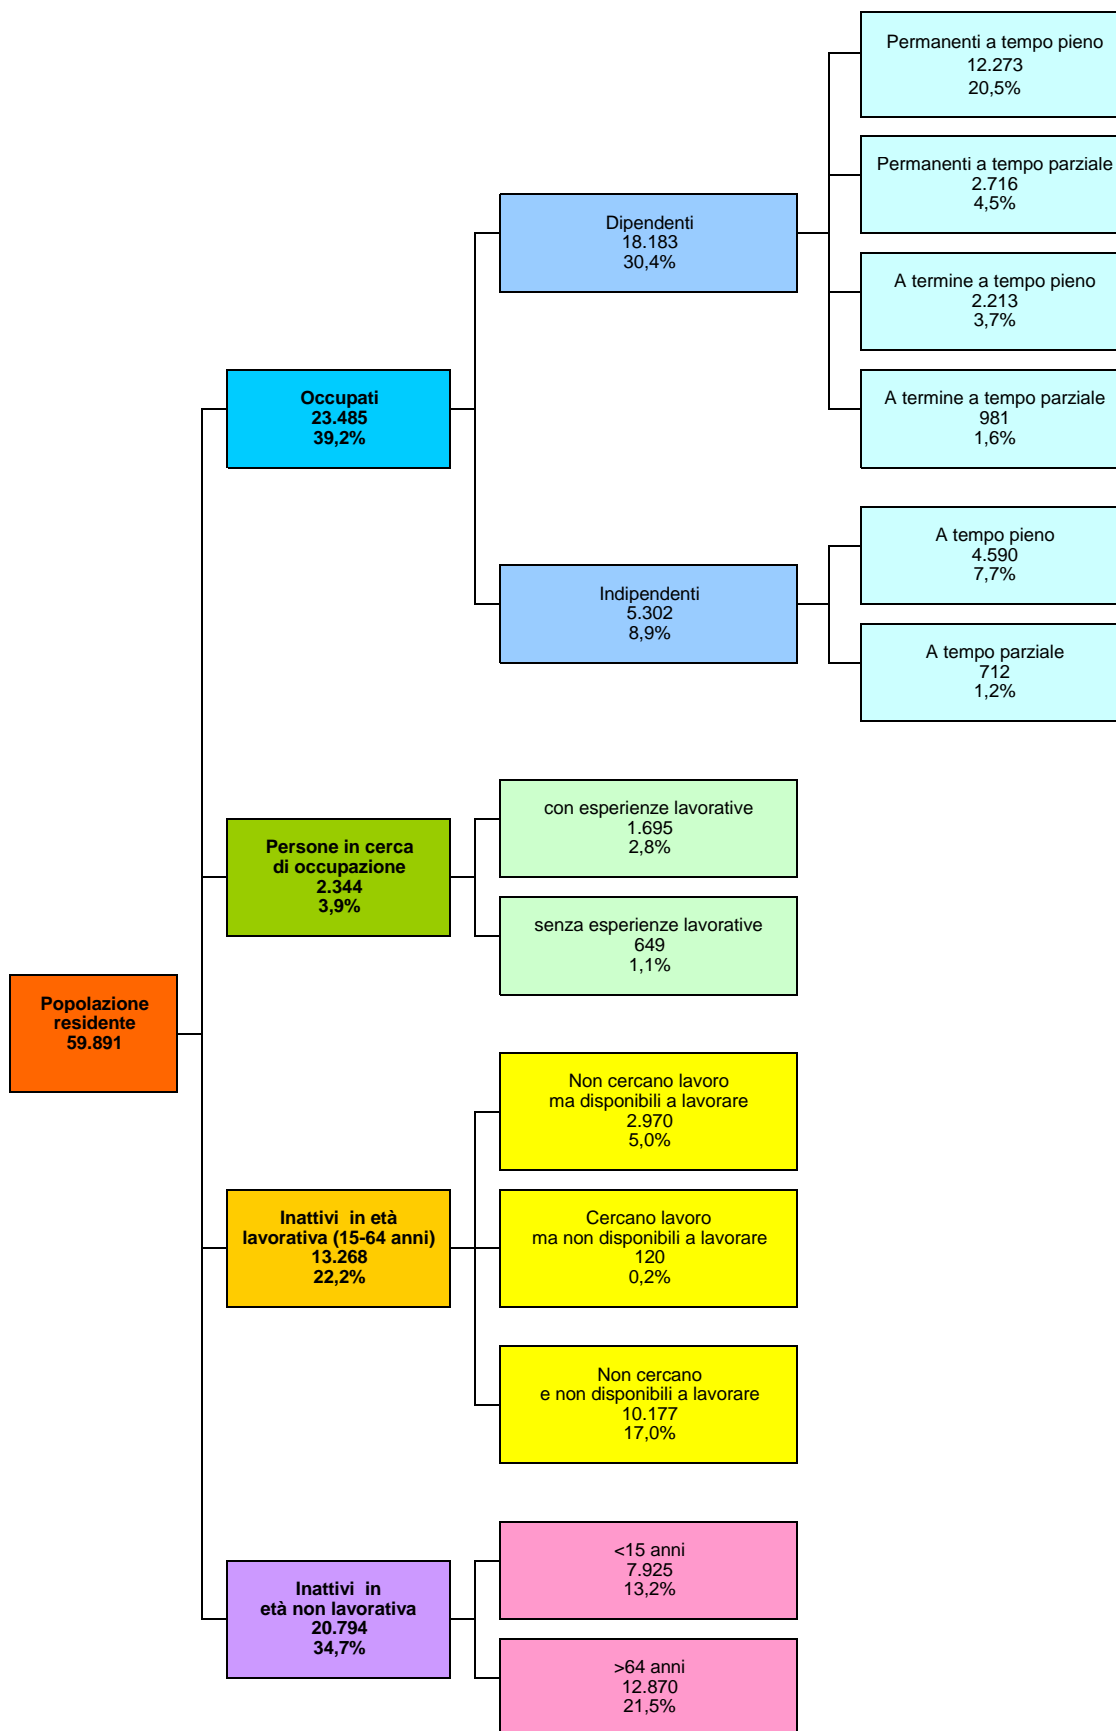 Permanenti a tempo pieno
12.273
20,5%
Permanenti a tempo parziale
2.716
4,5%
Dipendenti
18.183
30,4%
A termine a tempo pieno
2.213
3,7%
Occupati
23.485
39,2%
A termine a tempo parziale
981
1,6%
A tempo pieno
4.590
7,7%
Indipendenti
5.302
8,9%
A tempo parziale
712
1,2%
con esperienze lavorative
1.695
2,8%
Persone in cerca
di occupazione
2.344
3,9%
senza esperienze lavorative
649
1,1%
Popolazione
residente
59.891
Non cercano lavoro
ma disponibili a lavorare
2.970
5,0%
Inattivi in età
lavorativa (15-64 anni)
13.268
22,2%
Cercano lavoro
ma non disponibili a lavorare
120
0,2%
Non cercano
e non disponibili a lavorare
10.177
17,0%
<15 anni
7.925
13,2%
Inattivi in
età non lavorativa
20.794
34,7%
>64 anni
12.870
21,5%